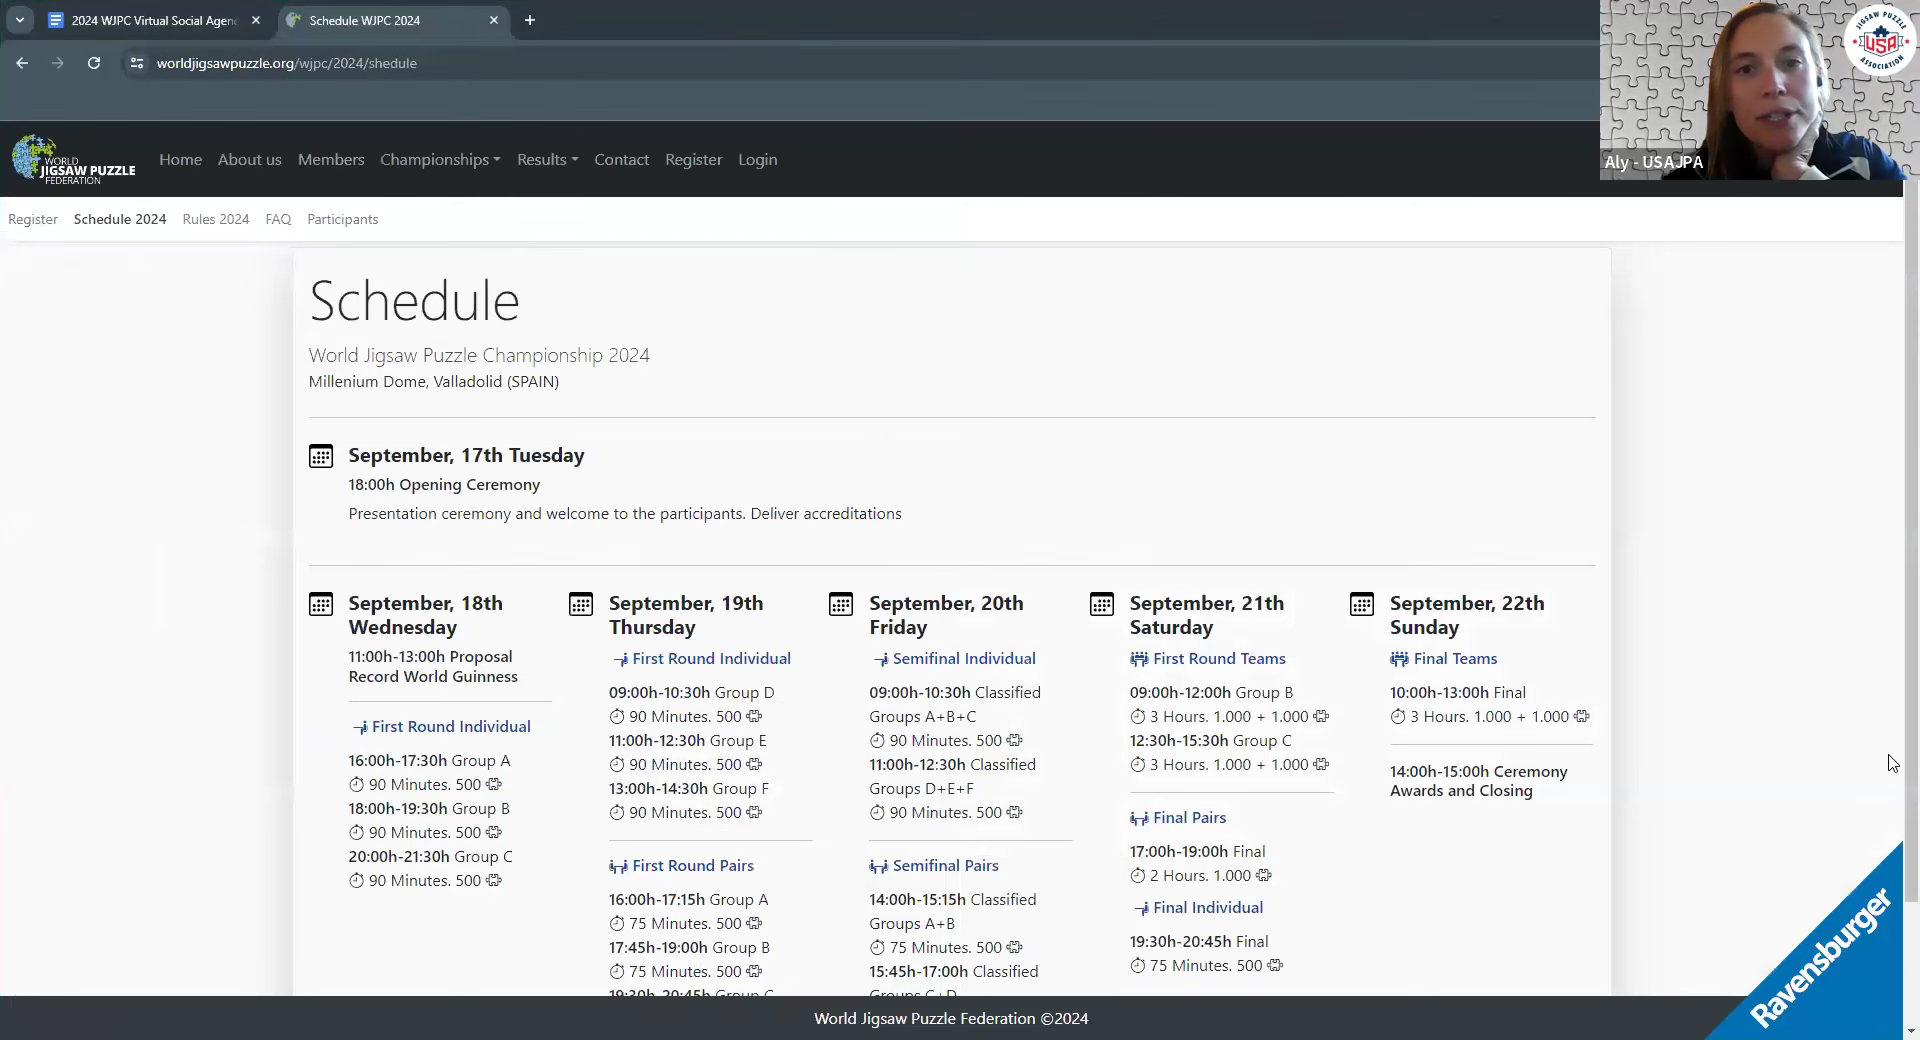 2024 WJPC Virtual Social Agen
Schedule WJPC 2024
worldjigsawpuzzle.org/wjpc/2024/shedule
JIGSAW PUZZLE
USA
ASSOCIATION
Aly - USAJPA
WORLD
JIGSAW PUZZLE
FEDERATION
Home About us Members Championships Results Contact Register Login
Register Schedule 2024 Rules 2024 FAQ Participants
Schedule
World Jigsaw Puzzle Championship 2024
Millenium Dome, Valladolid (SPAIN)
September, 17th Tuesday
18:00h Opening Ceremony
Presentation ceremony and welcome to the participants. Deliver accreditations
September, 18th
Wednesday
11:00h-13:00h Proposal
Record World Guinness
First Round Individual
16:00h-17:30h Group A
90 Minutes. 500
18:00h-19:30h Group B
90 Minutes. 500
20:00h-21:30h Group C
90 Minutes. 500
September, 19th
Thursday
First Round Individual
09:00h-10:30h Group D
90 Minutes. 500
11:00h-12:30h Group E
90 Minutes. 500
13:00h-14:30h Group F
90 Minutes. 500
First Round Pairs
16:00h-17:15h Group A
75 Minutes. 500
17:45h-19:00h Group B
75 Minutes. 500
19:30h-20:45h Group C
September, 20th
Friday
Semifinal Individual
09:00h-10:30h Classified
Groups A+B+C
90 Minutes. 500
11:00h-12:30h Classified
Groups D+E+F
90 Minutes. 500
Semifinal Pairs
14:00h-15:15h Classified
Groups A+B
75 Minutes. 500
15:45h-17:00h Classified
Groups C+D
September, 21th
Saturday
First Round Teams
09:00h-12:00h Group B
3 Hours. 1.000 + 1.000
12:30h-15:30h Group C
3 Hours. 1.000 + 1.000
Final Pairs
17:00h-19:00h Final
2 Hours. 1.000
Final Individual
19:30h-20:45h Final
75 Minutes. 500
September, 22th
Sunday
Final Teams
10:00h-13:00h Final
3 Hours. 1.000 + 1.000
14:00h-15:00h Ceremony
Awards and Closing
Ravensburger
World Jigsaw Puzzle Federation ©2024